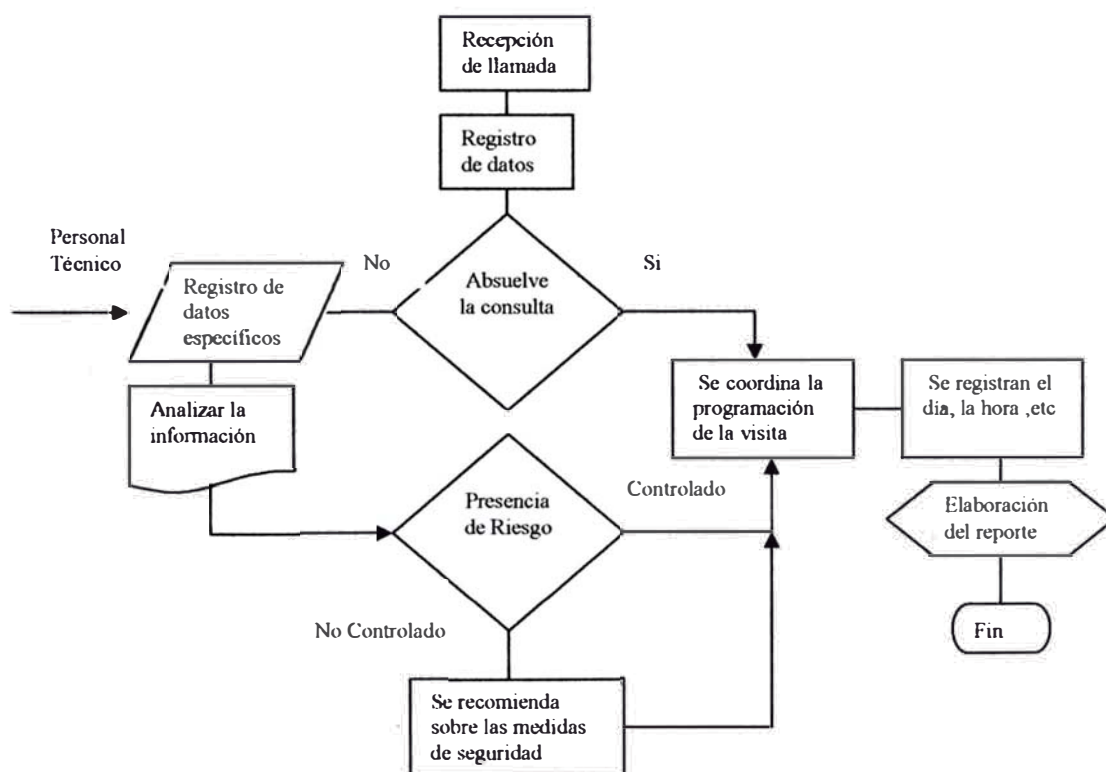 Recepción
de llamada
Registro
de datos
Personal
Técnico
No
Absuelve
la consulta
Si
Registro de
datos
específicos
Analizar la
información
Se coordina la
programación
de la visita
Se registran el
día, la hora ,etc
Presencia
de Riesgo
Controlado
Elaboración
del reporte
No Controlado
Fin
Se recomienda
sobre las medidas
de seguridad